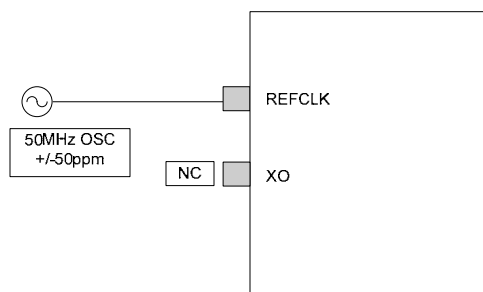 REFCLK
50MHz OSC
+/-50ppm
NC
XO